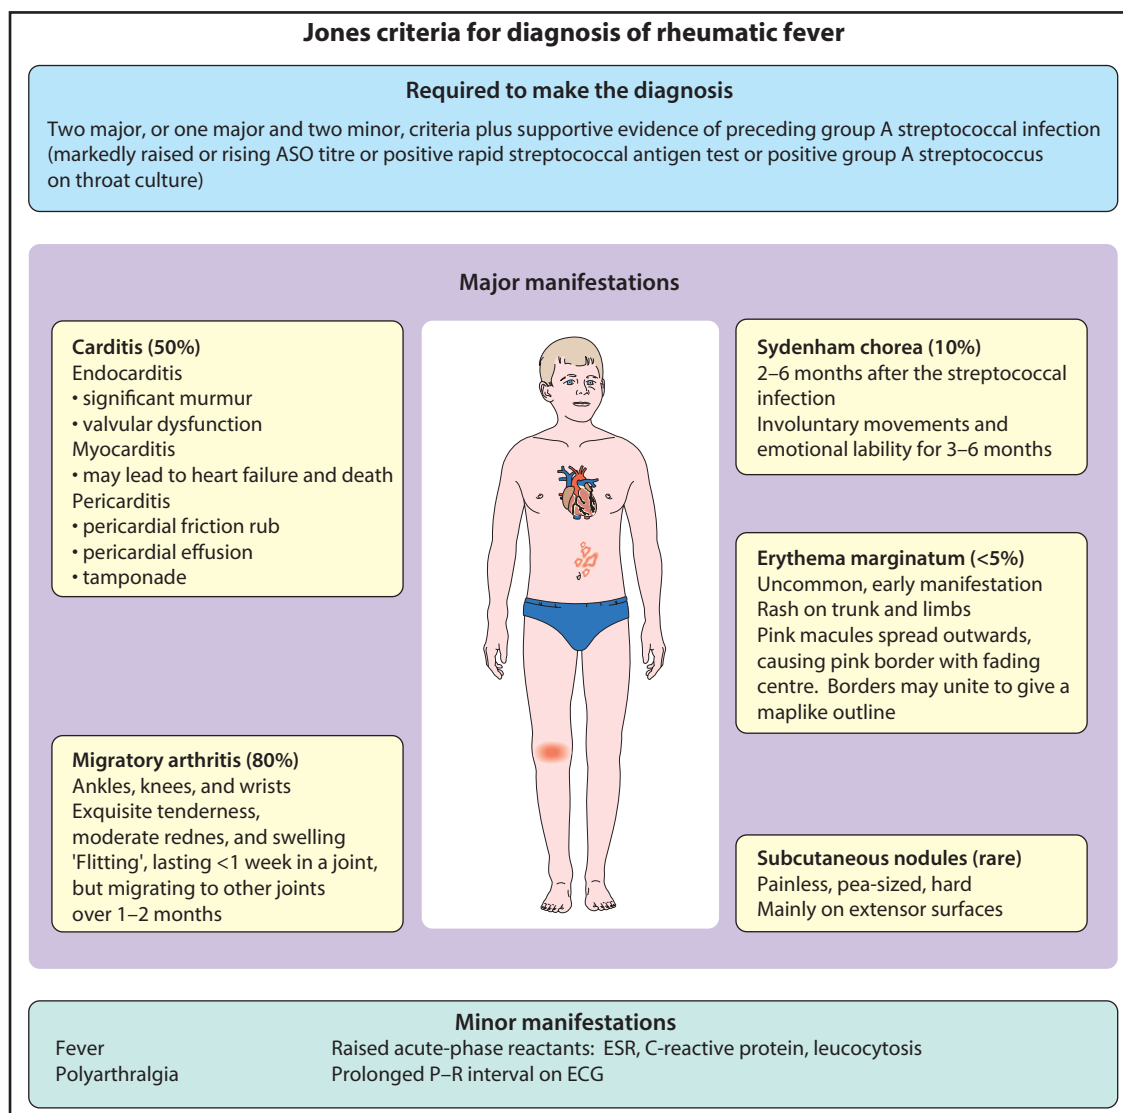 Jones criteria for diagnosis of rheumatic fever
Required to make the diagnosis
Two major, or one major and two minor, criteria plus supportive evidence of preceding group A streptococcal infection
(markedly raised or rising ASO titre or positive rapid streptococcal antigen test or positive group A streptococcus
on throat culture)
Major manifestations
Carditis (50%)
Endocarditis
• significant murmur
• valvular dysfunction
Myocarditis
• may lead to heart failure and death
Pericarditis
• pericardial friction rub
• pericardial effusion
• tamponade
Migratory arthritis (80%)
Ankles, knees, and wrists
Exquisite tenderness,
moderate rednes, and swelling
'Flitting', lasting <1 week in a joint,
but migrating to other joints
over 1–2 months
Sydenham chorea (10%)
2–6 months after the streptococcal
infection
Involuntary movements and
emotional lability for 3–6 months
Erythema marginatum (<5%)
Uncommon, early manifestation
Rash on trunk and limbs
Pink macules spread outwards,
causing pink border with fading
centre. Borders may unite to give a
maplike outline
Subcutaneous nodules (rare)
Painless, pea-sized, hard
Mainly on extensor surfaces
Minor manifestations
Fever
Polyarthralgia
Raised acute-phase reactants: ESR, C-reactive protein, leucocytosis
Prolonged P–R interval on ECG